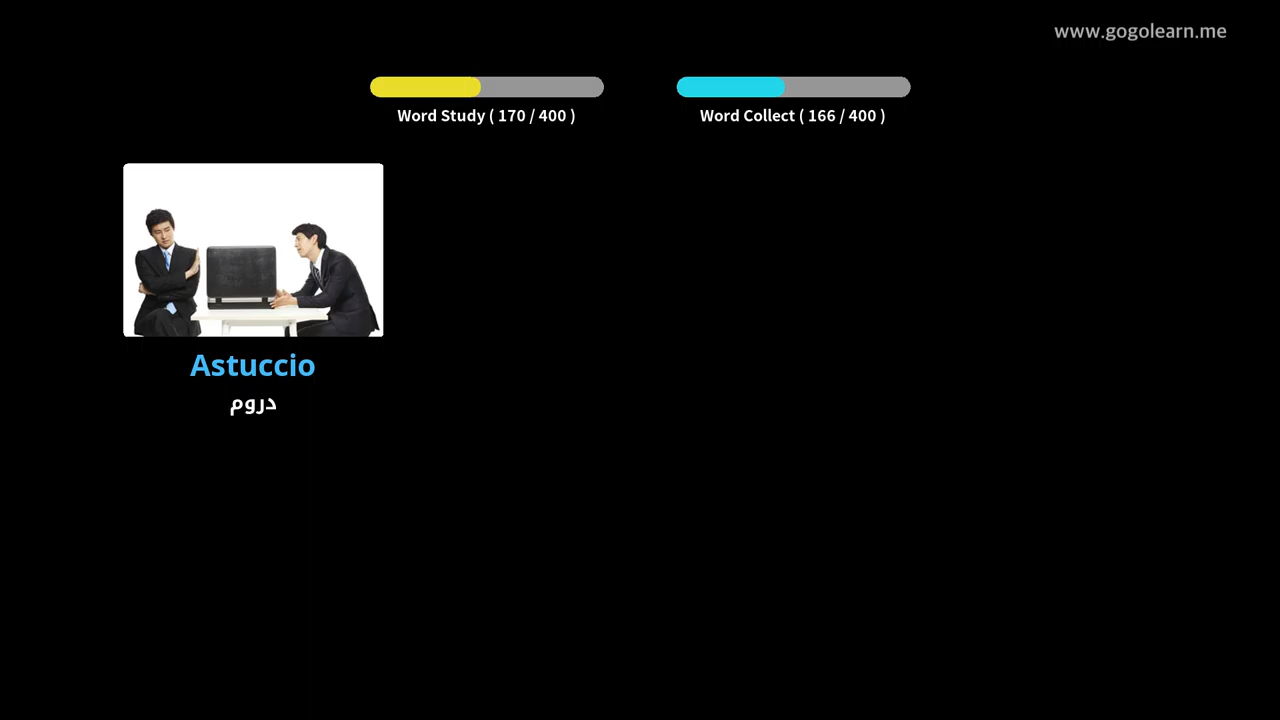 www.gogolearn.me
Word Study ( 170 / 400 )
Word Collect ( 166 / 400 )
Astuccio
دروم